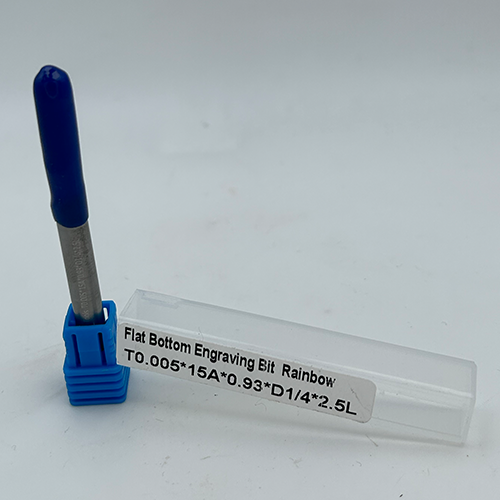 Flat Bottom Engraving Bit Rainbow
T0.005*15A*0.93*D1/4*2.5L